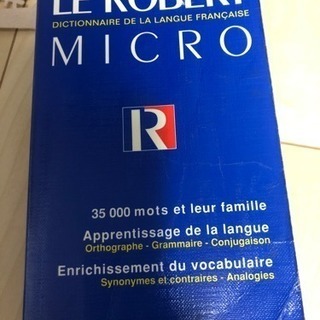 LE ROBERT
DICTIONNAIRE DE LA LANGUE FRANÇAISE
MICRO
R
35 000 mots et leur famille
Apprentissage de la langue
Orthographe - Grammaire - Conjugaison
Enrichissement du vocabulaire
Synonymes et contraires - Analogies